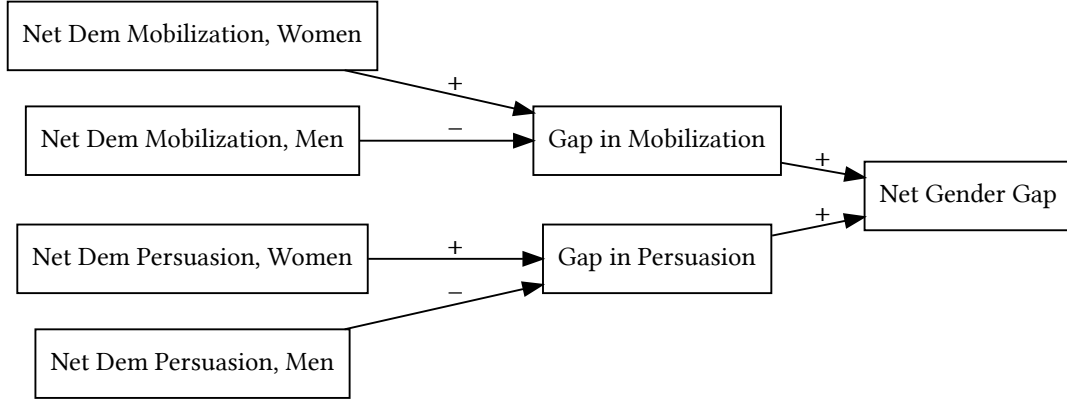 Net Dem Mobilization, Women
+
Net Dem Mobilization, Men
−
Gap in Mobilization
+
Net Gender Gap
Net Dem Persuasion, Women
+
Gap in Persuasion
+
−
Net Dem Persuasion, Men